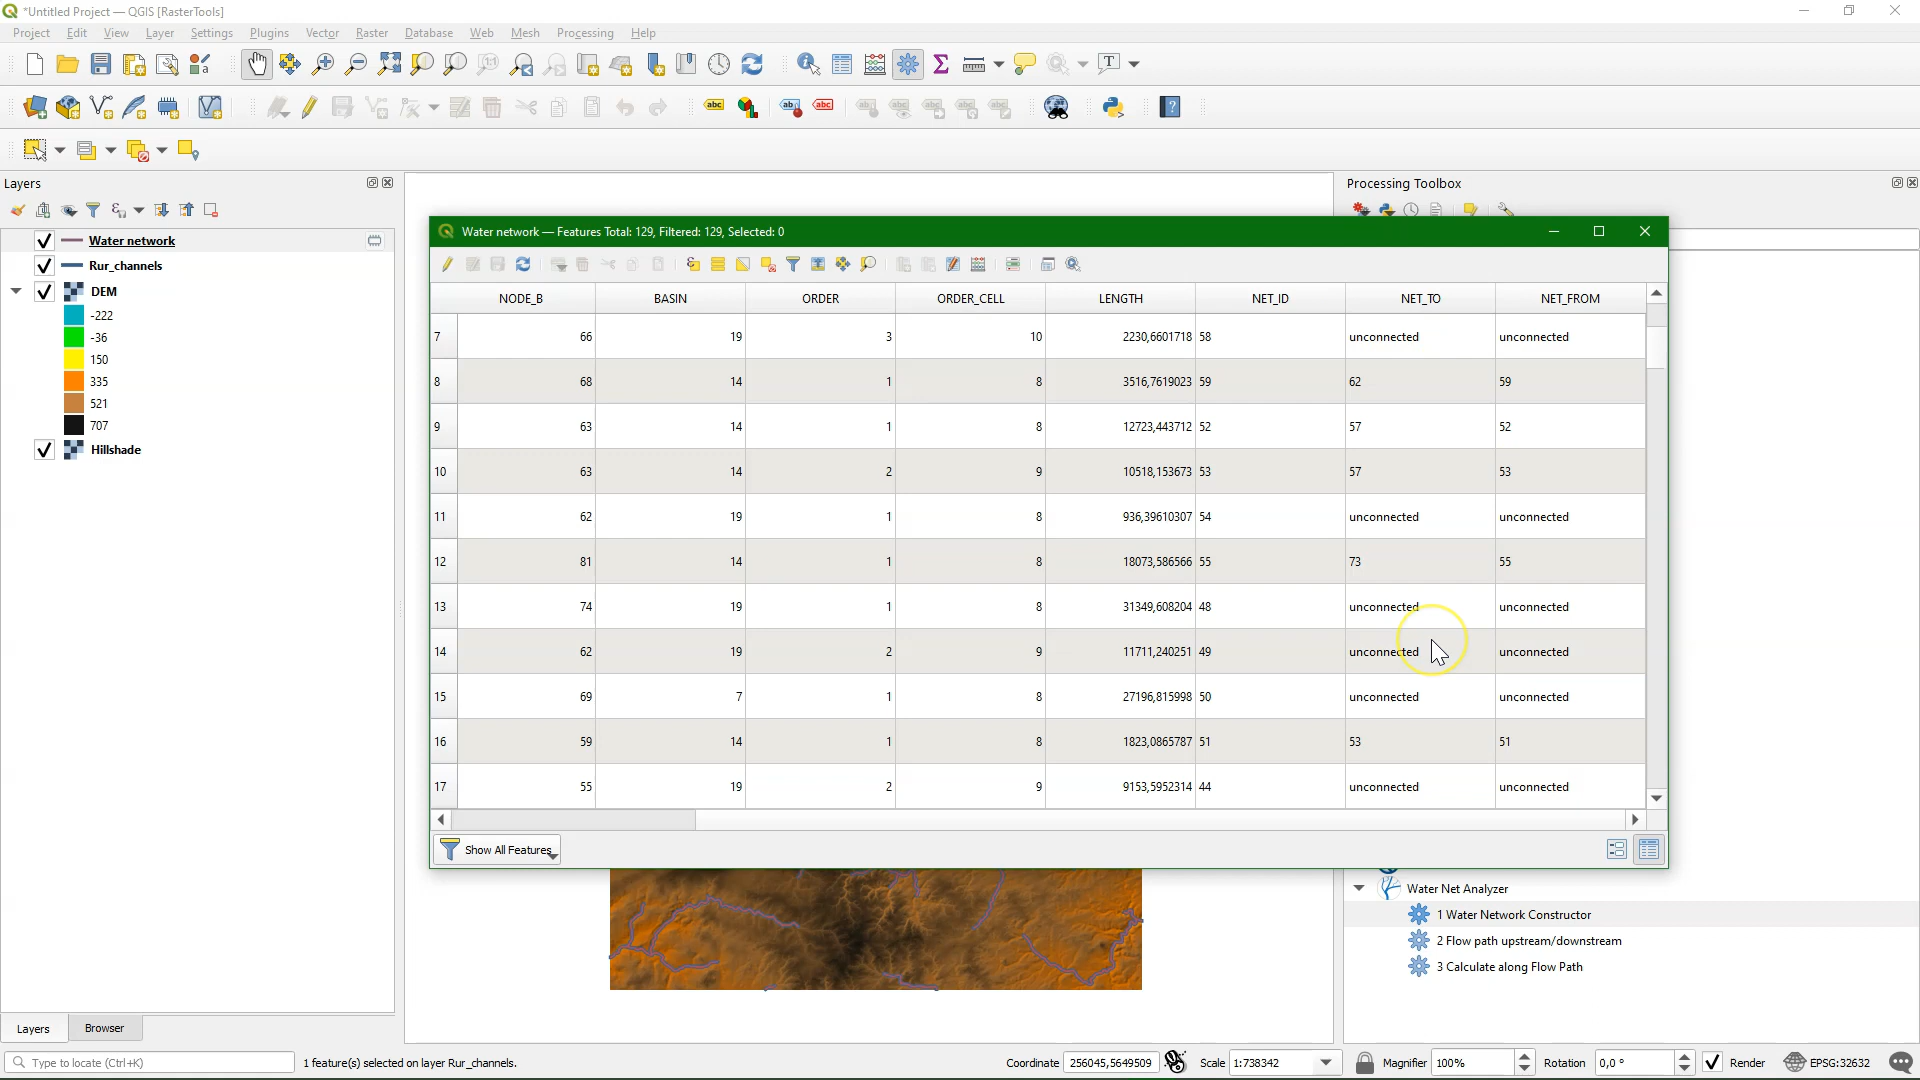 *Untitled Project — QGIS [RasterTools]
Project Edit View Layer Settings Plugins Vector Raster Database Web Mesh Processing Help
Layers
Processing Toolbox
Water network
Rur_channels
DEM
-222
-36
150
335
521
707
Hillshade
Water network — Features Total: 129, Filtered: 129, Selected: 0
NODE_B BASIN ORDER ORDER_CELL LENGTH NET_ID NET_TO NET_FROM
7 66 19 3 10 2230,6601718 58 unconnected unconnected
8 68 14 1 8 3516,7619023 59 62 59
9 63 14 1 8 12723,443712 52 57 52
10 63 14 2 9 10518,153673 53 57 53
11 62 19 1 8 936,39610307 54 unconnected unconnected
12 81 14 1 8 18073,586566 55 73 55
13 74 19 1 8 31349,608204 48 unconnected unconnected
14 62 19 2 9 11711,240251 49 unconnected unconnected
15 69 7 1 8 27196,815998 50 unconnected unconnected
16 59 14 1 8 1823,0865787 51 53 51
17 55 19 2 9 9153,5952314 44 unconnected unconnected
Show All Features
Water Net Analyzer
1 Water Network Constructor
2 Flow path upstream/downstream
3 Calculate along Flow Path
Layers Browser
Type to locate (Ctrl+K) 1 feature(s) selected on layer Rur_channels. Coordinate 256045,5649509 Scale 1:738342 Magnifier 100% Rotation 0,0 ° Render EPSG:32632